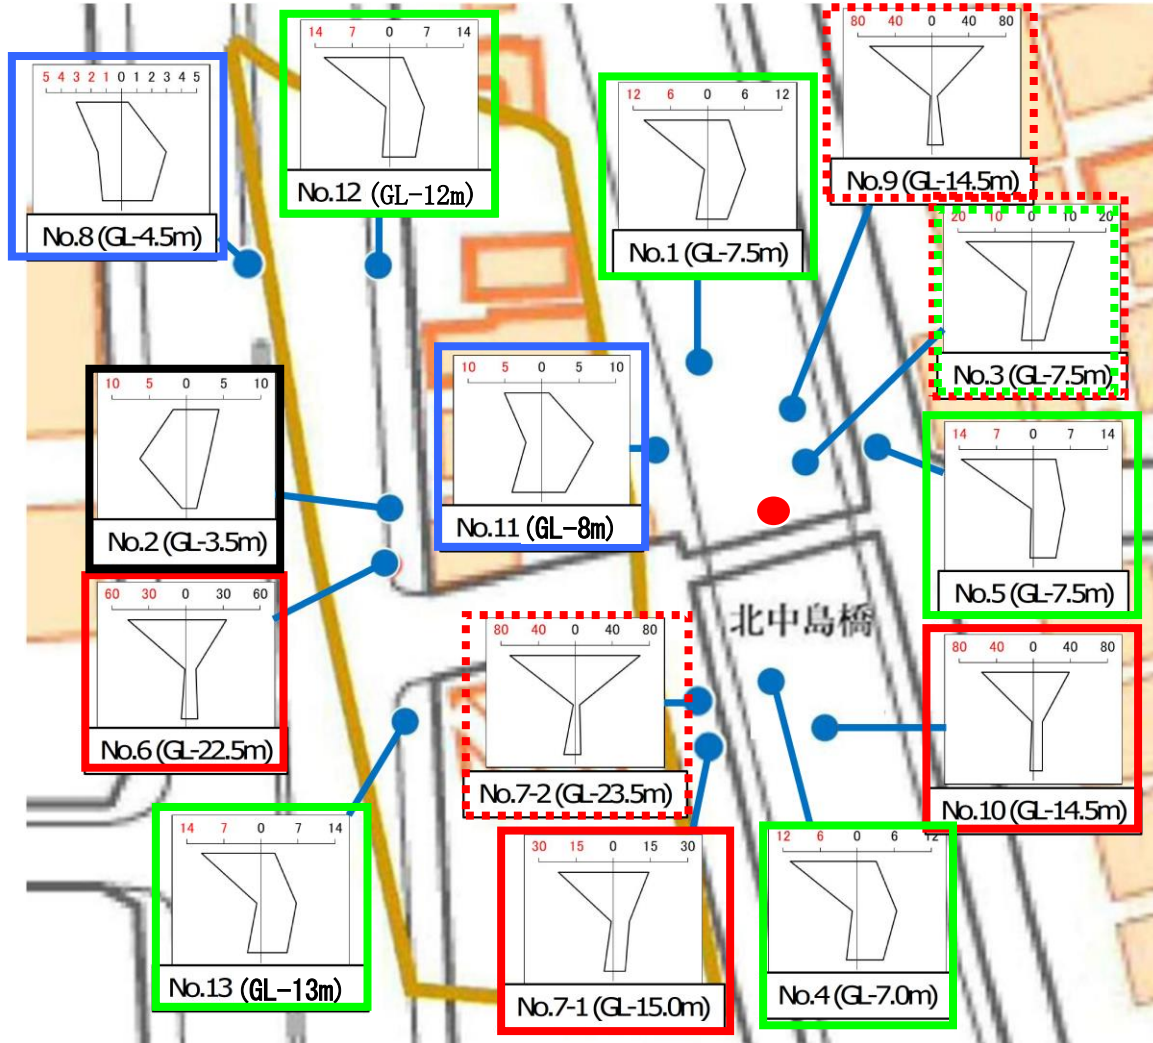 14 7 0 7 14
No.12 (GL-12m)
80 40 0 40 80
No.9 (GL-14.5m)
5 4 3 2 1 0 1 2 3 4 5
No.8 (GL-4.5m)
12 6 0 6 12
No.1 (GL-7.5m)
20 10 0 10 20
No.3 (GL-7.5m)
10 5 0 5 10
No.2 (GL-3.5m)
10 5 0 5 10
No.11 (GL-8m)
14 7 0 7 14
No.5 (GL-7.5m)
60 30 0 30 60
No.6 (GL-22.5m)
北中島橋
80 40 0 40 80
No.7-2 (GL-23.5m)
80 40 0 40 80
No.10 (GL-14.5m)
14 7 0 7 14
No.13 (GL-13m)
30 15 0 15 30
No.7-1 (GL-15.0m)
12 6 0 6 12
No.4 (GL-7.0m)